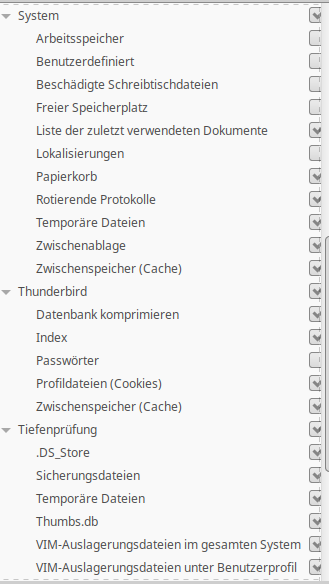 System
Arbeitsspeicher
Benutzerdefiniert
Beschädigte Schreibtischdateien
Freier Speicherplatz
Liste der zuletzt verwendeten Dokumente
Lokalisierungen
Papierkorb
Rotierende Protokolle
Temporäre Dateien
Zwischenablage
Zwischenspeicher (Cache)
Thunderbird
Datenbank komprimieren
Index
Passwörter
Profildateien (Cookies)
Zwischenspeicher (Cache)
Tiefenprüfung
.DS_Store
Sicherungsdateien
Temporäre Dateien
Thumbs.db
VIM-Auslagerungsdateien im gesamten System
VIM-Auslagerungsdateien unter Benutzerprofil